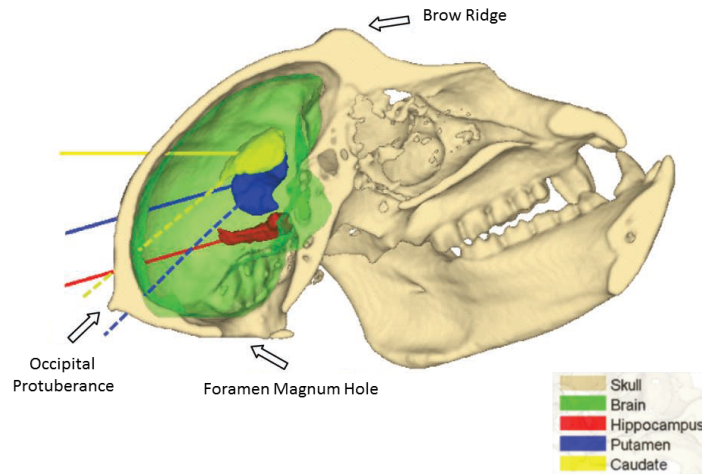 Brow Ridge
Occipital
Protuberance
Foramen Magnum Hole
Skull
Brain
Hippocampus
Putamen
Caudate